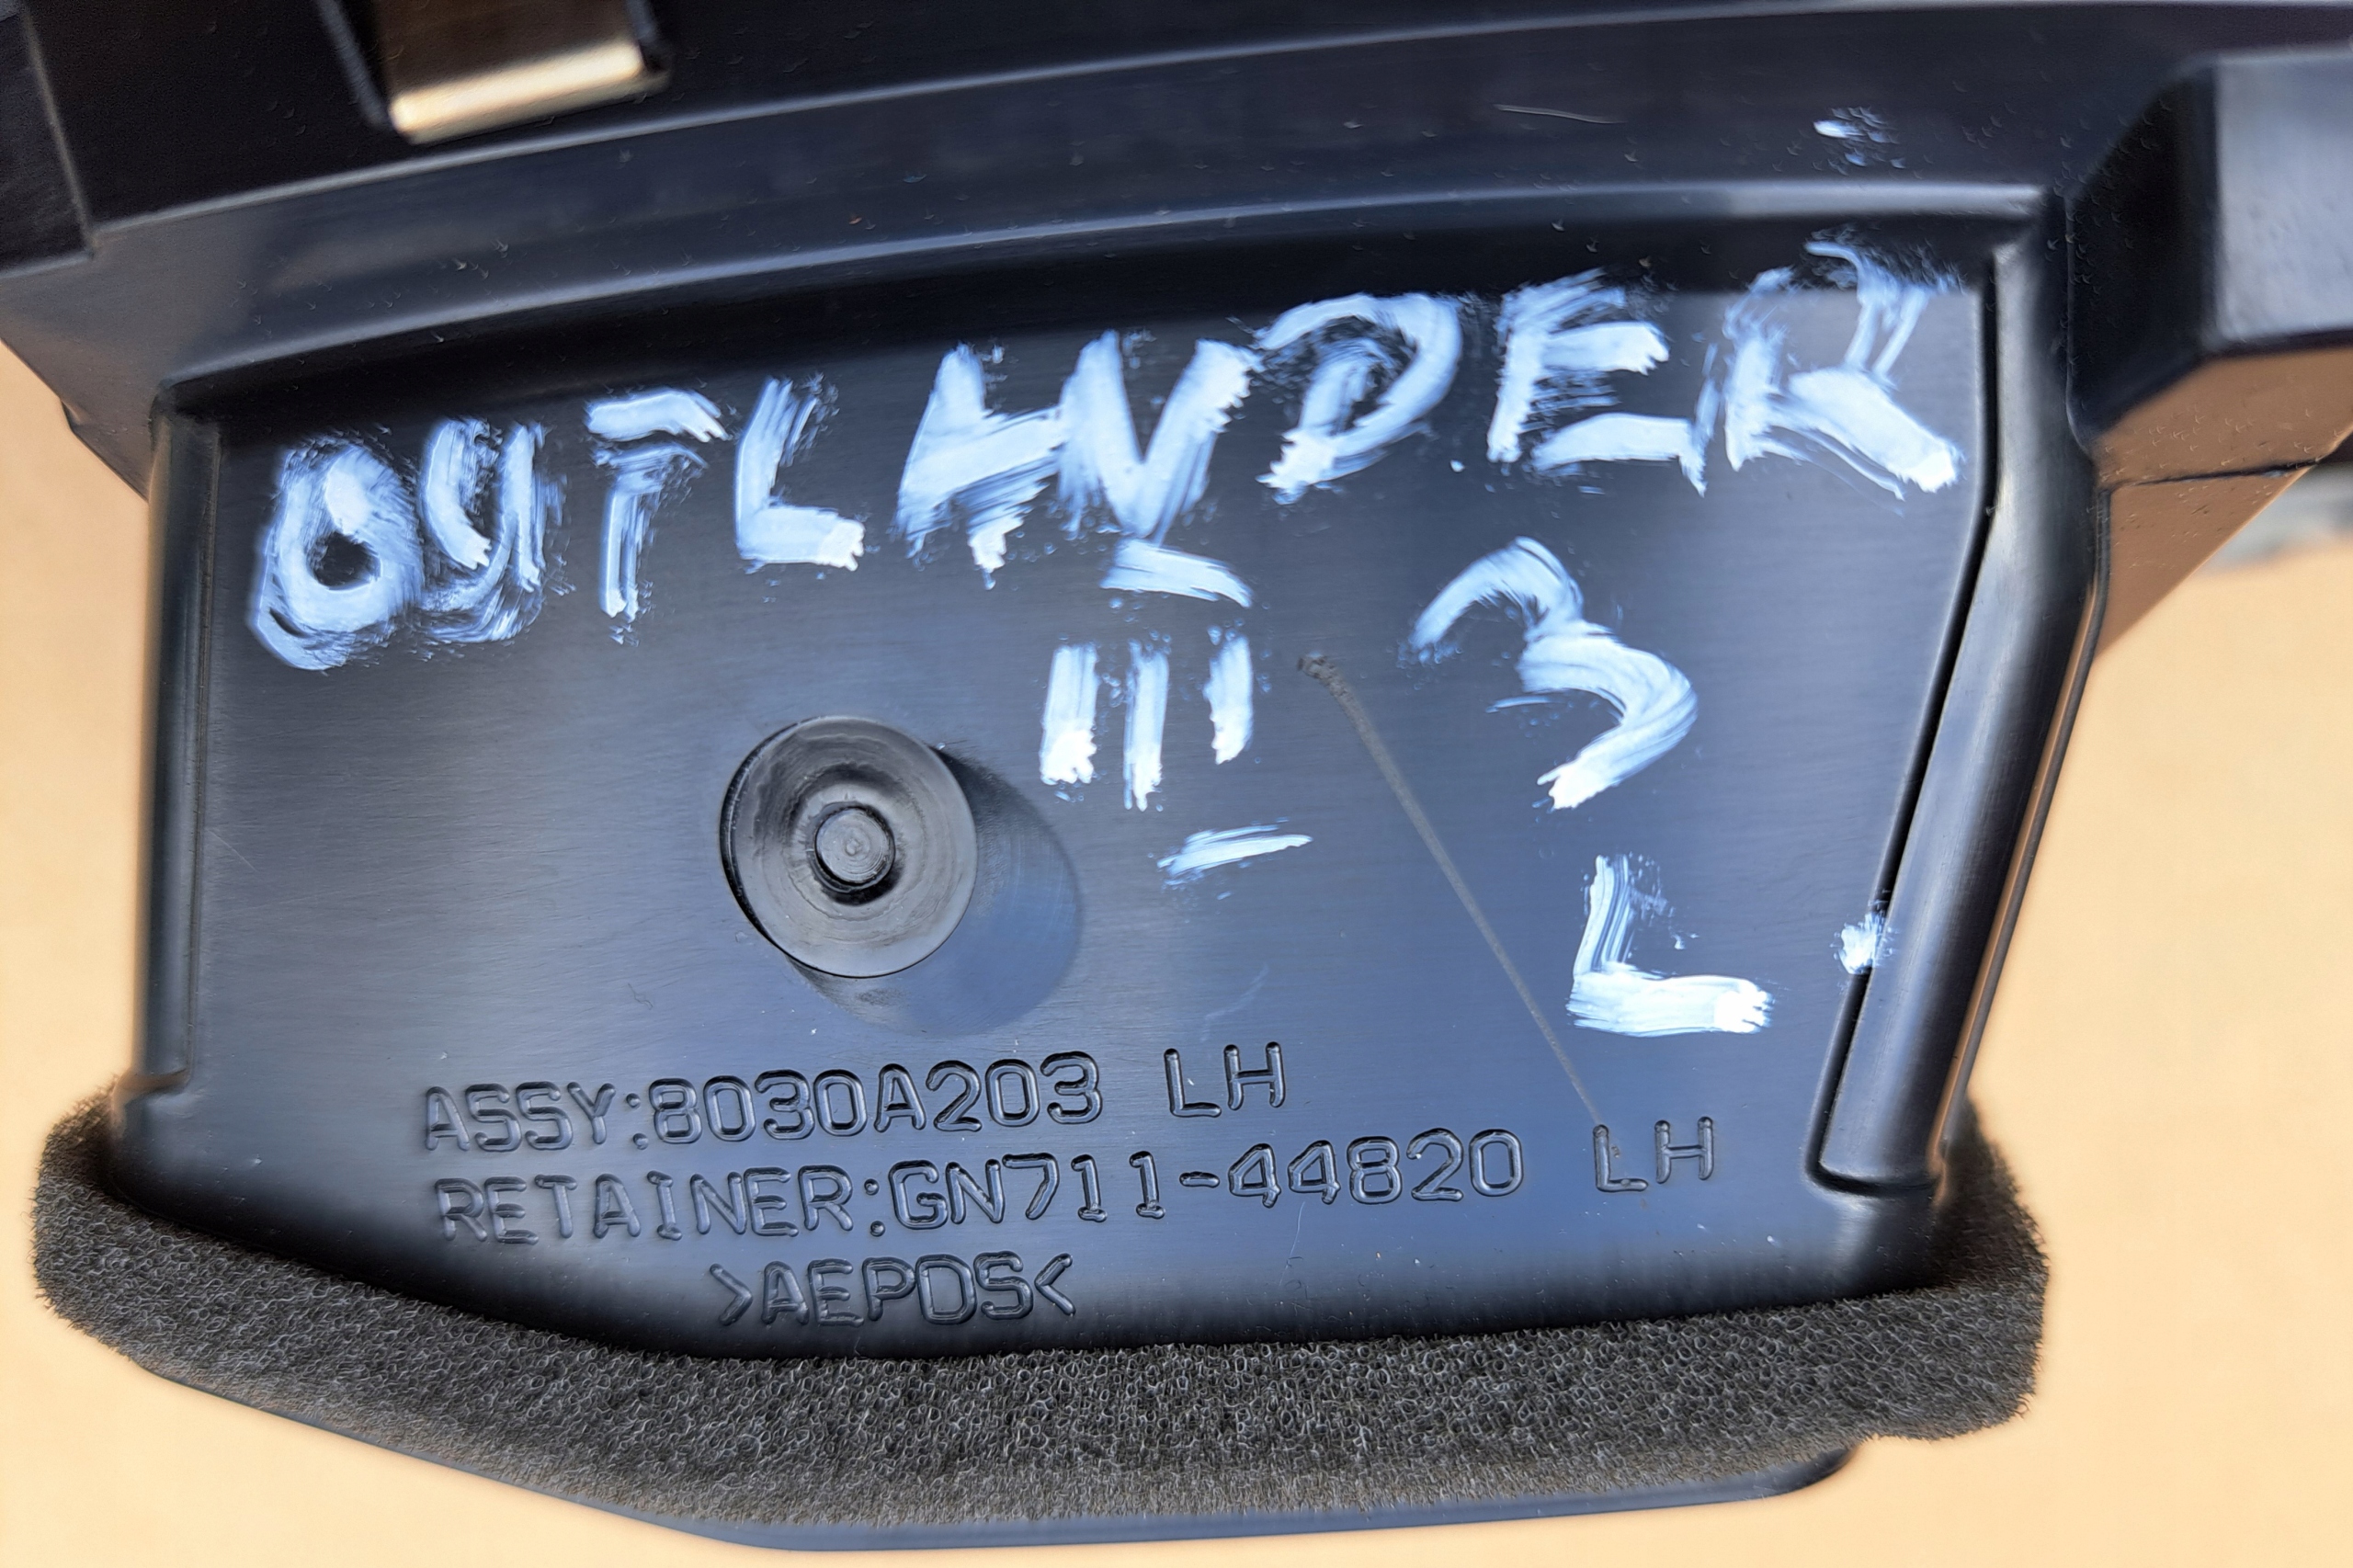 OUTLANDER
III 3
L
ASSY:8030A203 LH
RETAINER:GN711-44820 LH
>AEPDS<